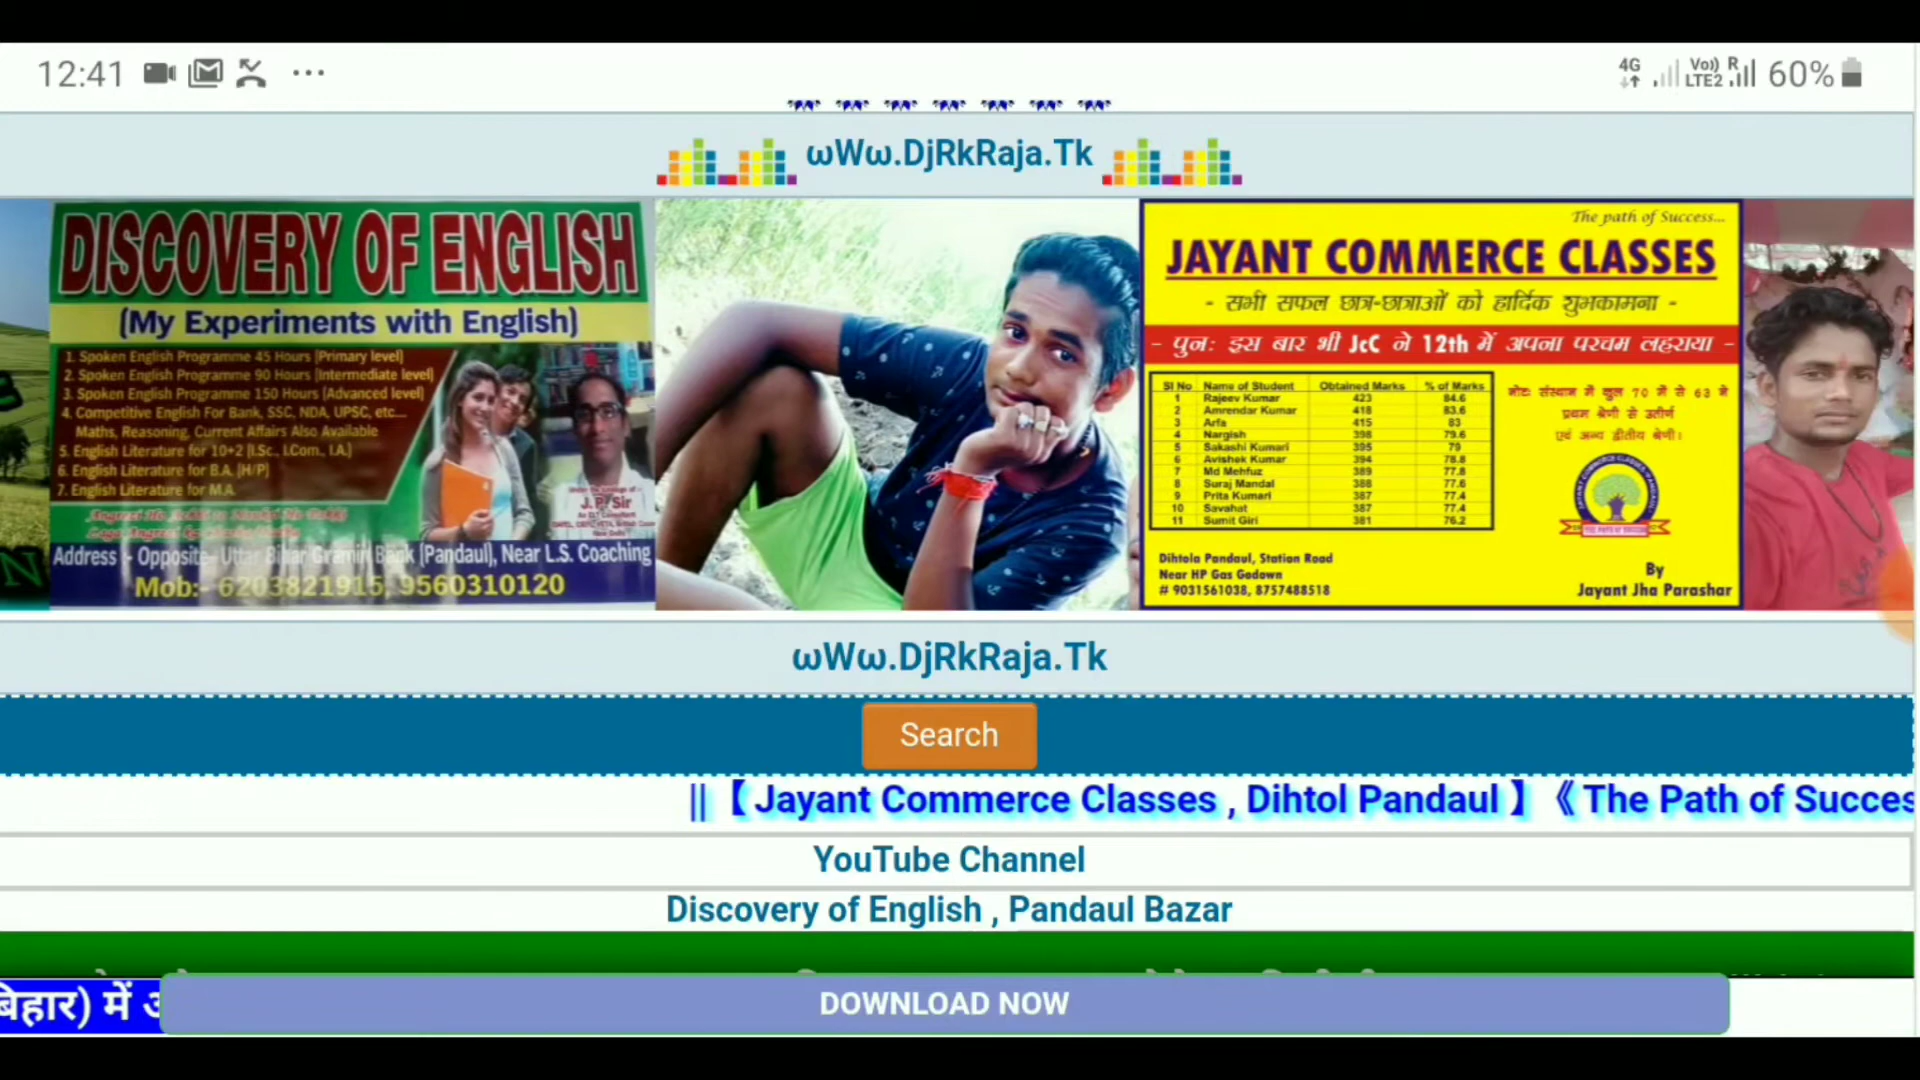 12:41
4G Vo)) LTE2 R 60%
ωWω.DjRkRaja.Tk
DISCOVERY OF ENGLISH
(My Experiments with English)
1. Spoken English Programme 45 Hours (Primary level)
2. Spoken English Programme 90 Hours (Intermediate level)
3. Spoken English Programme 150 Hours (Advanced level)
4. Competitive English For Bank, SSC, NDA, UPSC, etc...
Maths, Reasoning, Current Affairs Also Available
5. English Literature for 10+2 (I.Sc., I.Com., I.A.)
6. English Literature for B.A. (H/P)
7. English Literature for M.A.
J. P. Sir
Address :- Opposite- Uttar Bihar Gramin Bank (Pandaul), Near L.S. Coaching
Mob:- 6203821915, 9560310120
The path of Success...
JAYANT COMMERCE CLASSES
- सभी सफल छात्र-छात्राओं को हार्दिक शुभकामना -
- पुनः इस बार भी JcC ने 12th में अपना परचम लहराया -
Sl No Name of Student Obtained Marks % of Marks
1 Rajeev Kumar 423 84.6
2 Amrendar Kumar 418 83.6
3 Arfa 415 83
4 Nargish 398 79.6
5 Sakashi Kumari 395 79
6 Avishek Kumar 394 78.8
7 Md Mehfuz 389 77.8
8 Suraj Mandal 388 77.6
9 Prita Kumari 387 77.4
10 Savahat 387 77.4
11 Sumit Giri 381 76.2
नोटः संस्थान में कुल 70 में से 63 ने
प्रथम श्रेणी से उतीर्ण
एवं अन्य द्वितीय श्रेणी।
Dihtola Pandaul, Station Road
Near HP Gas Godown
# 9031561038, 8757488518
By
Jayant Jha Parashar
ωWω.DjRkRaja.Tk
Search
||【 Jayant Commerce Classes , Dihtol Pandaul 】《 The Path of Succes
YouTube Channel
Discovery of English , Pandaul Bazar
बिहार) में
DOWNLOAD NOW